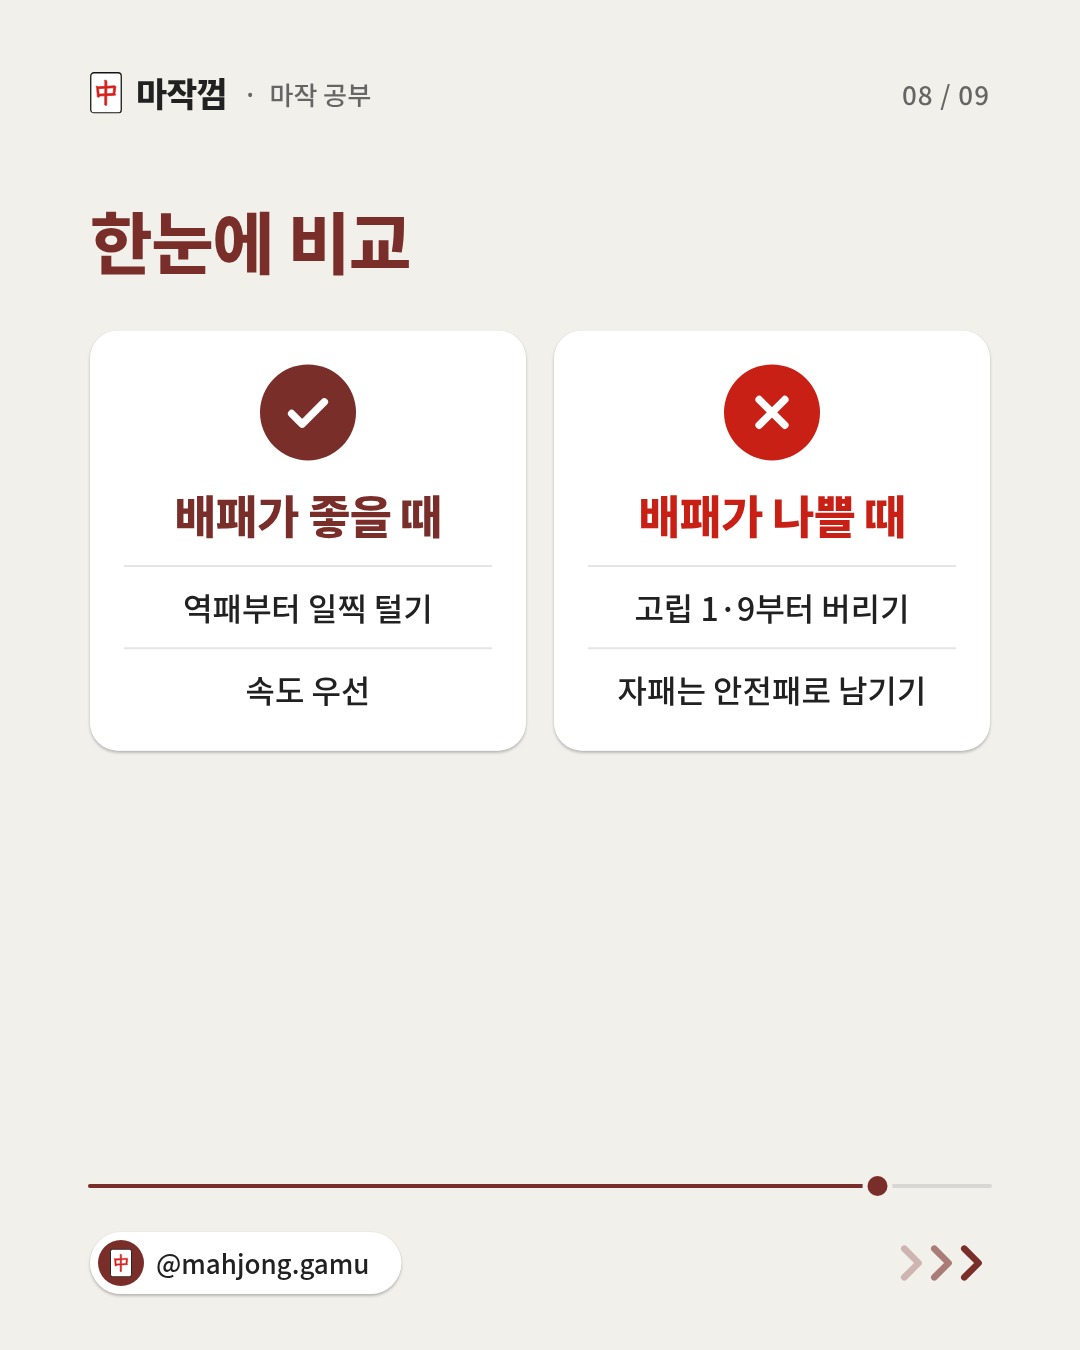 中 마작껌 · 마작 공부
08 / 09
한눈에 비교
배패가 좋을 때
역패부터 일찍 털기
속도 우선
배패가 나쁠 때
고립 1·9부터 버리기
자패는 안전패로 남기기
中 @mahjong.gamu